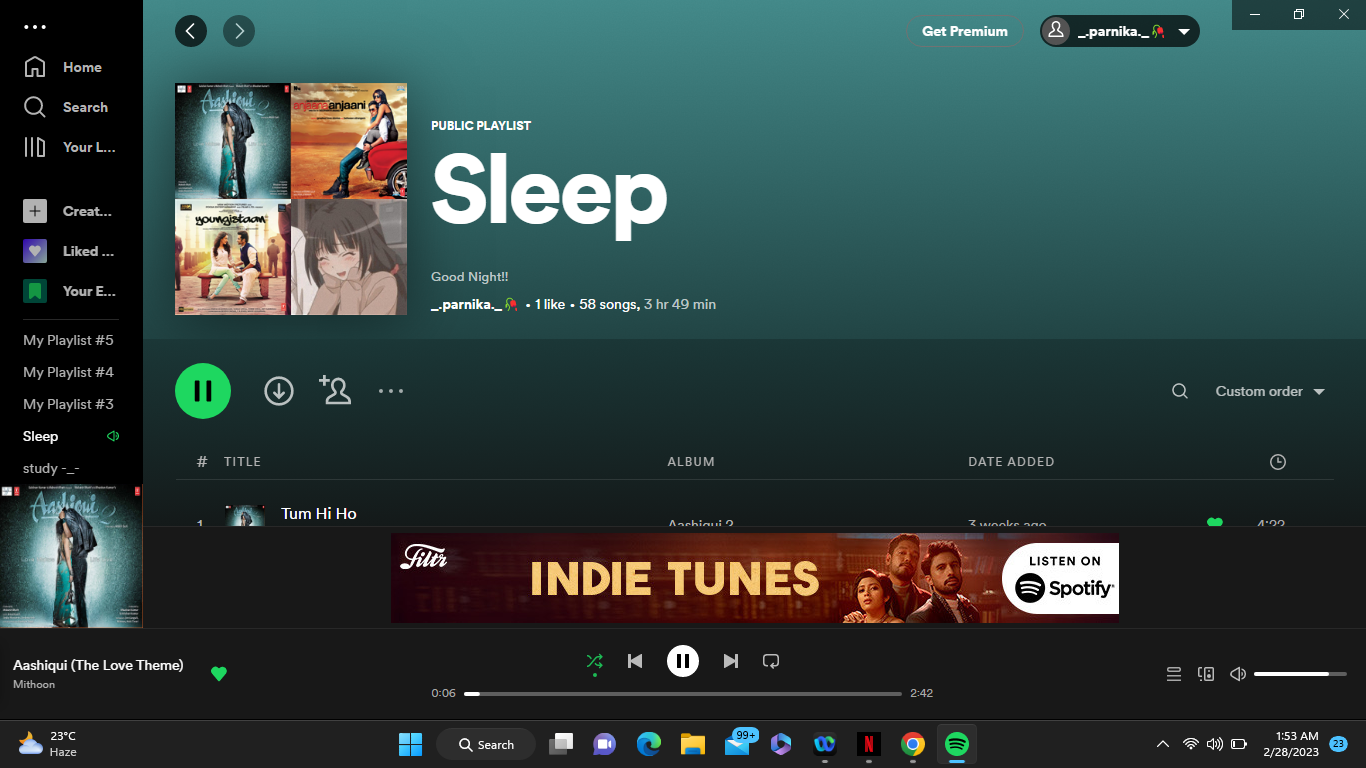 Home
Search
Your L...
Creat...
Liked ...
Your E...
My Playlist #5
My Playlist #4
My Playlist #3
Sleep
study -_-
Aashiqui
Get Premium
_.parnika._🥀
Aashiqui 2
anjaanaanjaani
youngistaan
PUBLIC PLAYLIST
Sleep
Good Night!!
_.parnika._🥀 • 1 like • 58 songs, 3 hr 49 min
Custom order
# TITLE ALBUM DATE ADDED
1 Tum Hi Ho Aashiqui 2 3 weeks ago 4:22
Filtr
INDIE TUNES
LISTEN ON
Spotify
Aashiqui (The Love Theme)
Mithoon
0:06 2:42
23°C
Haze
Search
99+
N
1:53 AM
2/28/2023
23